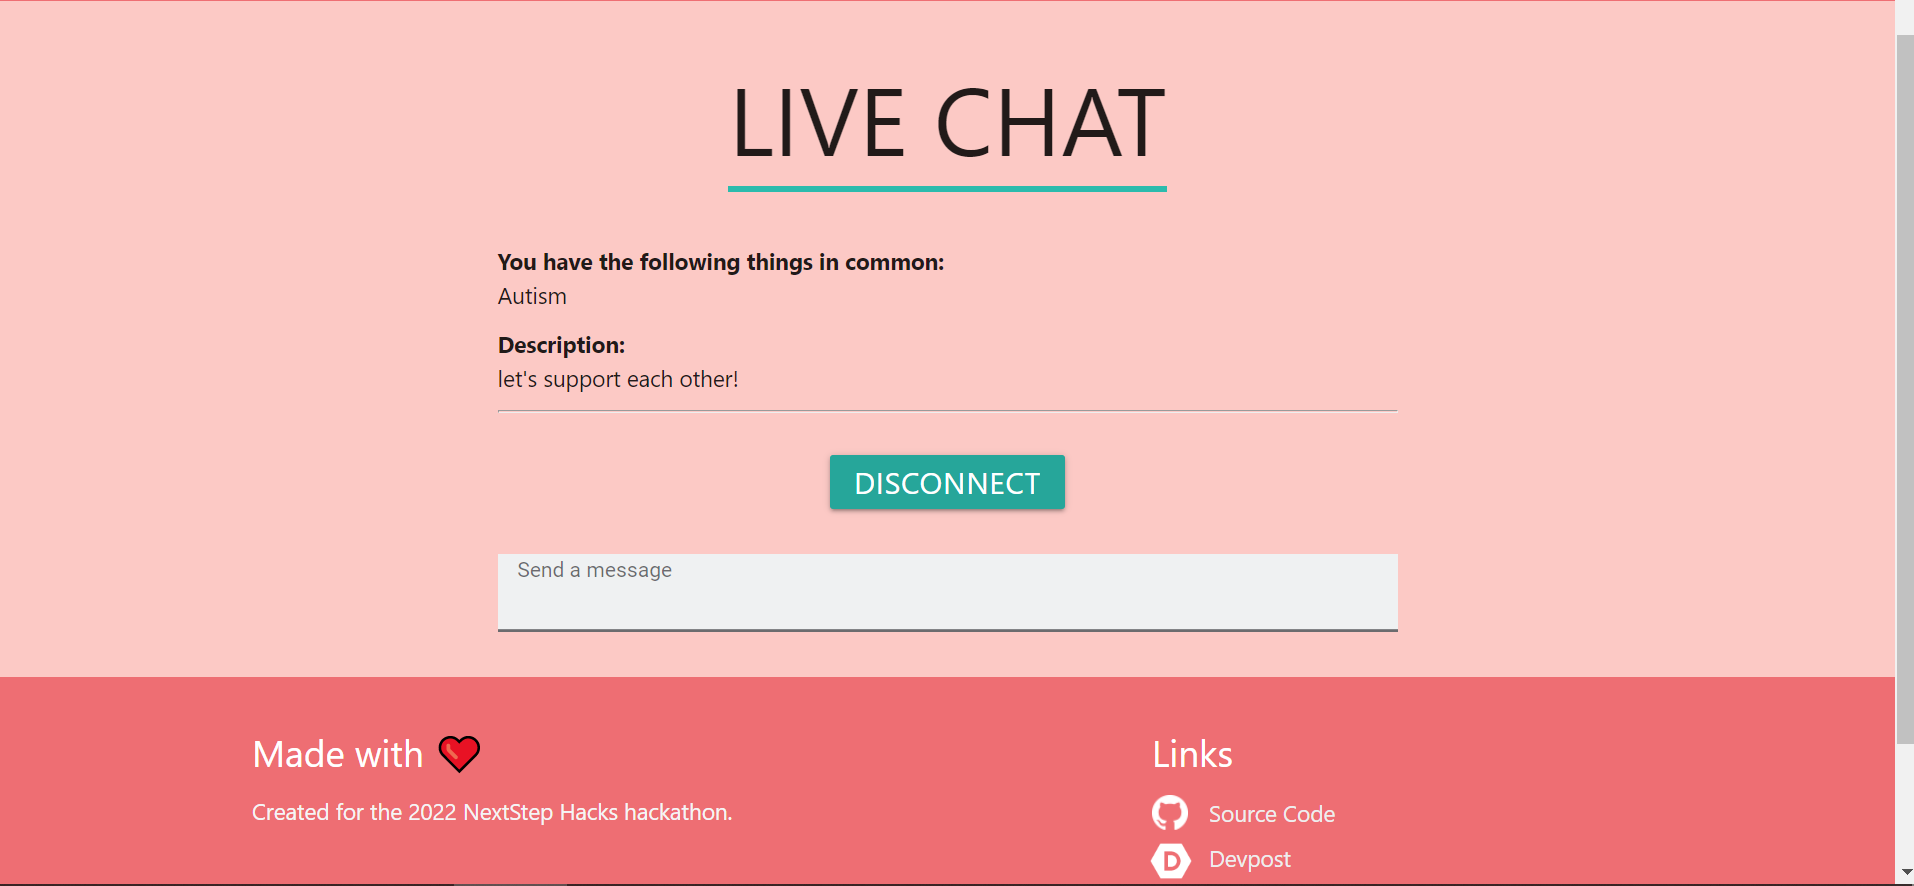 LIVE CHAT
You have the following things in common:
Autism
Description:
let's support each other!
DISCONNECT
Send a message
Made with
Created for the 2022 NextStep Hacks hackathon.
Links
Source Code
D
Devpost